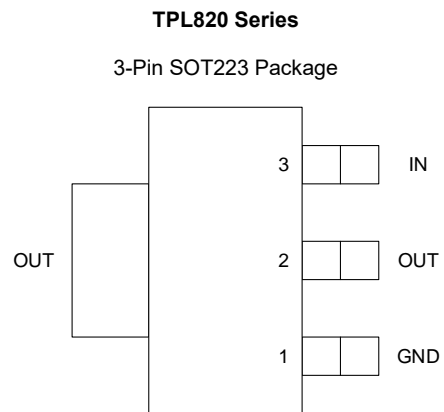 TPL820 Series
3-Pin SOT223 Package
3 IN
OUT 2 OUT
1 GND